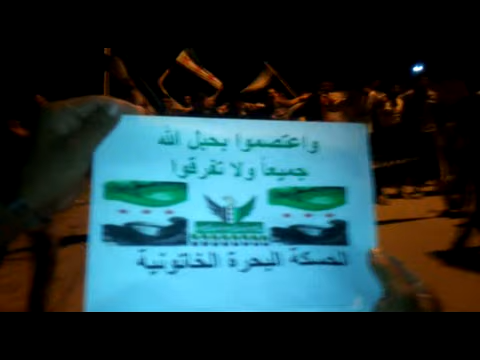 واعتصموا بحبل الله
جميعاً ولا تفرقوا
الحسكة البحرة الخاتونية